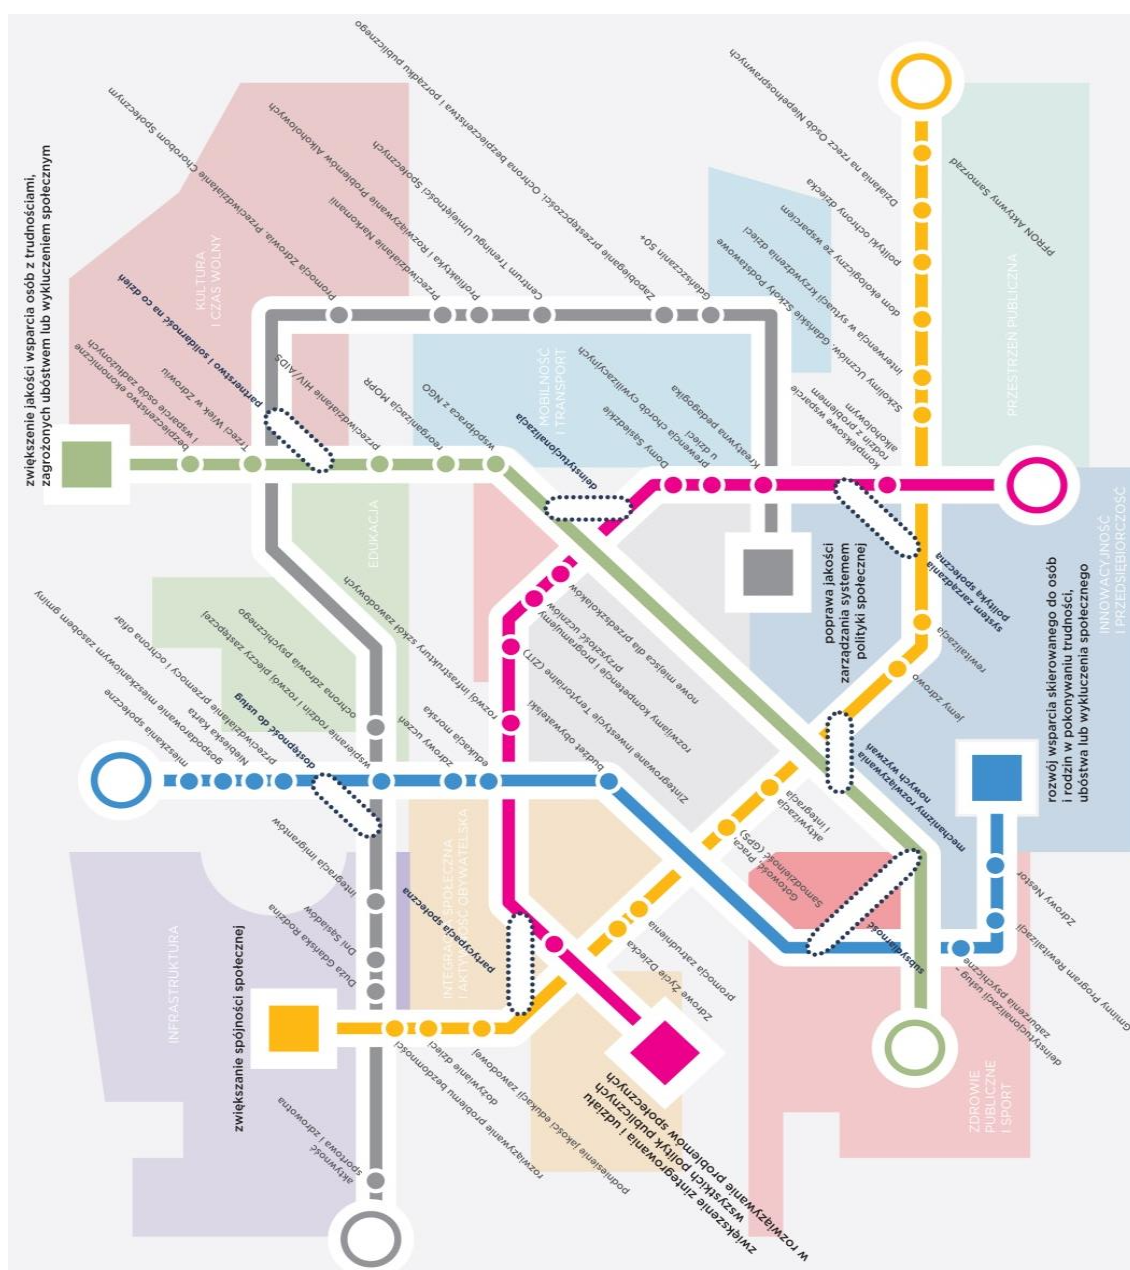 zwiększenie jakości wsparcia osób z trudnościami,
zagrożonych ubóstwem lub wykluczeniem społecznym
KULTURA
I CZAS WOLNY
partnerstwo i solidarność na co dzień
bezpieczeństwo ekonomiczne
i wsparcie osób zadłużonych
Trzeci Wiek w Zdrowiu
Promocja Zdrowia, Przeciwdziałanie Chorobom Społecznym
Przeciwdziałanie Narkomanii
Profilaktyka i Rozwiązywanie Problemów Alkoholowych
Centrum Treningu Umiejętności Społecznych
Zapobieganie przestępczości, Ochrona bezpieczeństwa i porządku publicznego
Gdańszczanin 50+
przeciwdziałanie HIV/AIDS
reorganizacja MOPR
współpraca z NGO
MOBILNOŚĆ
I TRANSPORT
deinstytucjonalizacja
Domy Sąsiedzkie
prewencja chorób cywilizacyjnych
u dzieci
Kreatywna pedagogika
kompleksowe wsparcie
rodzin z problemem
alkoholowym
Szkolimy Uczniów, Gdańskie Szkoły Podstawowe
Interwencja w sytuacji krzywdzenia dzieci
dom ekologiczny ze wsparciem
polityki ochrony dziecka
Działania na rzecz Osób Niepełnosprawnych
PFRON Aktywny Samorząd
PRZESTRZEŃ PUBLICZNA
INNOWACYJNOŚĆ
I PRZEDSIĘBIORCZOŚĆ
system zarządzania
polityką społeczną
poprawa jakości
zarządzania systemem
polityki społecznej
rozwój wsparcia skierowanego do osób
i rodzin w pokonywaniu trudności,
ubóstwa lub wykluczenia społecznego
rewitalizacja
jemy zdrowo
mechanizmy rozwiązywania
nowych wyzwań
EDUKACJA
nowe miejsca dla przedszkolaków
rozwijamy kompetencje i programujemy
przyszłość uczniów
Zintegrowane Inwestycje Terytorialne (ZIT)
budżet obywatelski
rozwój infrastruktury szkół zawodowych
edukacja morska
zdrowy uczeń
ochrona zdrowia psychicznego
wspieranie rodzin i rozwój pieczy zastępczej
dostępność do usług
przeciwdziałanie przemocy i ochrona ofiar
Niebieska Karta
gospodarowanie mieszkaniowym zasobem gminy
mieszkania społeczne
aktywizacja
i integracja
Gotowość, Praca,
Samodzielność (GPS)
promocja zatrudnienia
Zdrowe Życie Dziecka
INTEGRACJA SPOŁECZNA
I AKTYWNOŚĆ OBYWATELSKA
partycypacja społeczna
Integracja Imigrantów
Dni Sąsiadów
Duża Gdańska Rodzina
INFRASTRUKTURA
zwiększanie spójności społecznej
aktywność
sportowa i zdrowotna
rozwiązywanie problemu bezdomności
dożywianie dzieci
podniesienie jakości edukacji zawodowej
zwiększenie zintegrowania i udziału
wszystkich polityk publicznych
w rozwiązywanie problemów społecznych
subsydiarność
deinstytucjonalizacji usług -
zaburzenia psychiczne
Gminny Program Rewitalizacji
Zdrowy Nestor
ZDROWIE
PUBLICZNE
I SPORT